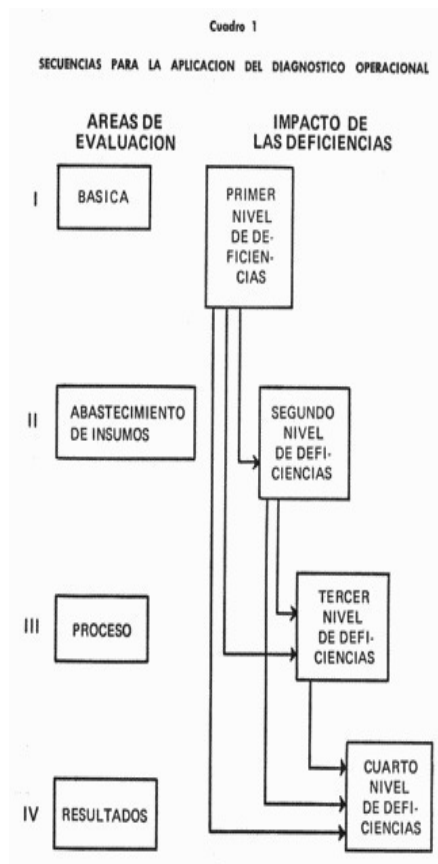 Cuadro 1
SECUENCIAS PARA LA APLICACION DEL DIAGNOSTICO OPERACIONAL
AREAS DE
EVALUACION
IMPACTO DE
LAS DEFICIENCIAS
I
BASICA
PRIMER
NIVEL
DE DE-
FICIEN-
CIAS
II
ABASTECIMIENTO
DE INSUMOS
SEGUNDO
NIVEL
DE DEFI-
CIENCIAS
III
PROCESO
TERCER
NIVEL
DE DEFI-
CIENCIAS
IV
RESULTADOS
CUARTO
NIVEL
DE DEFI-
CIENCIAS